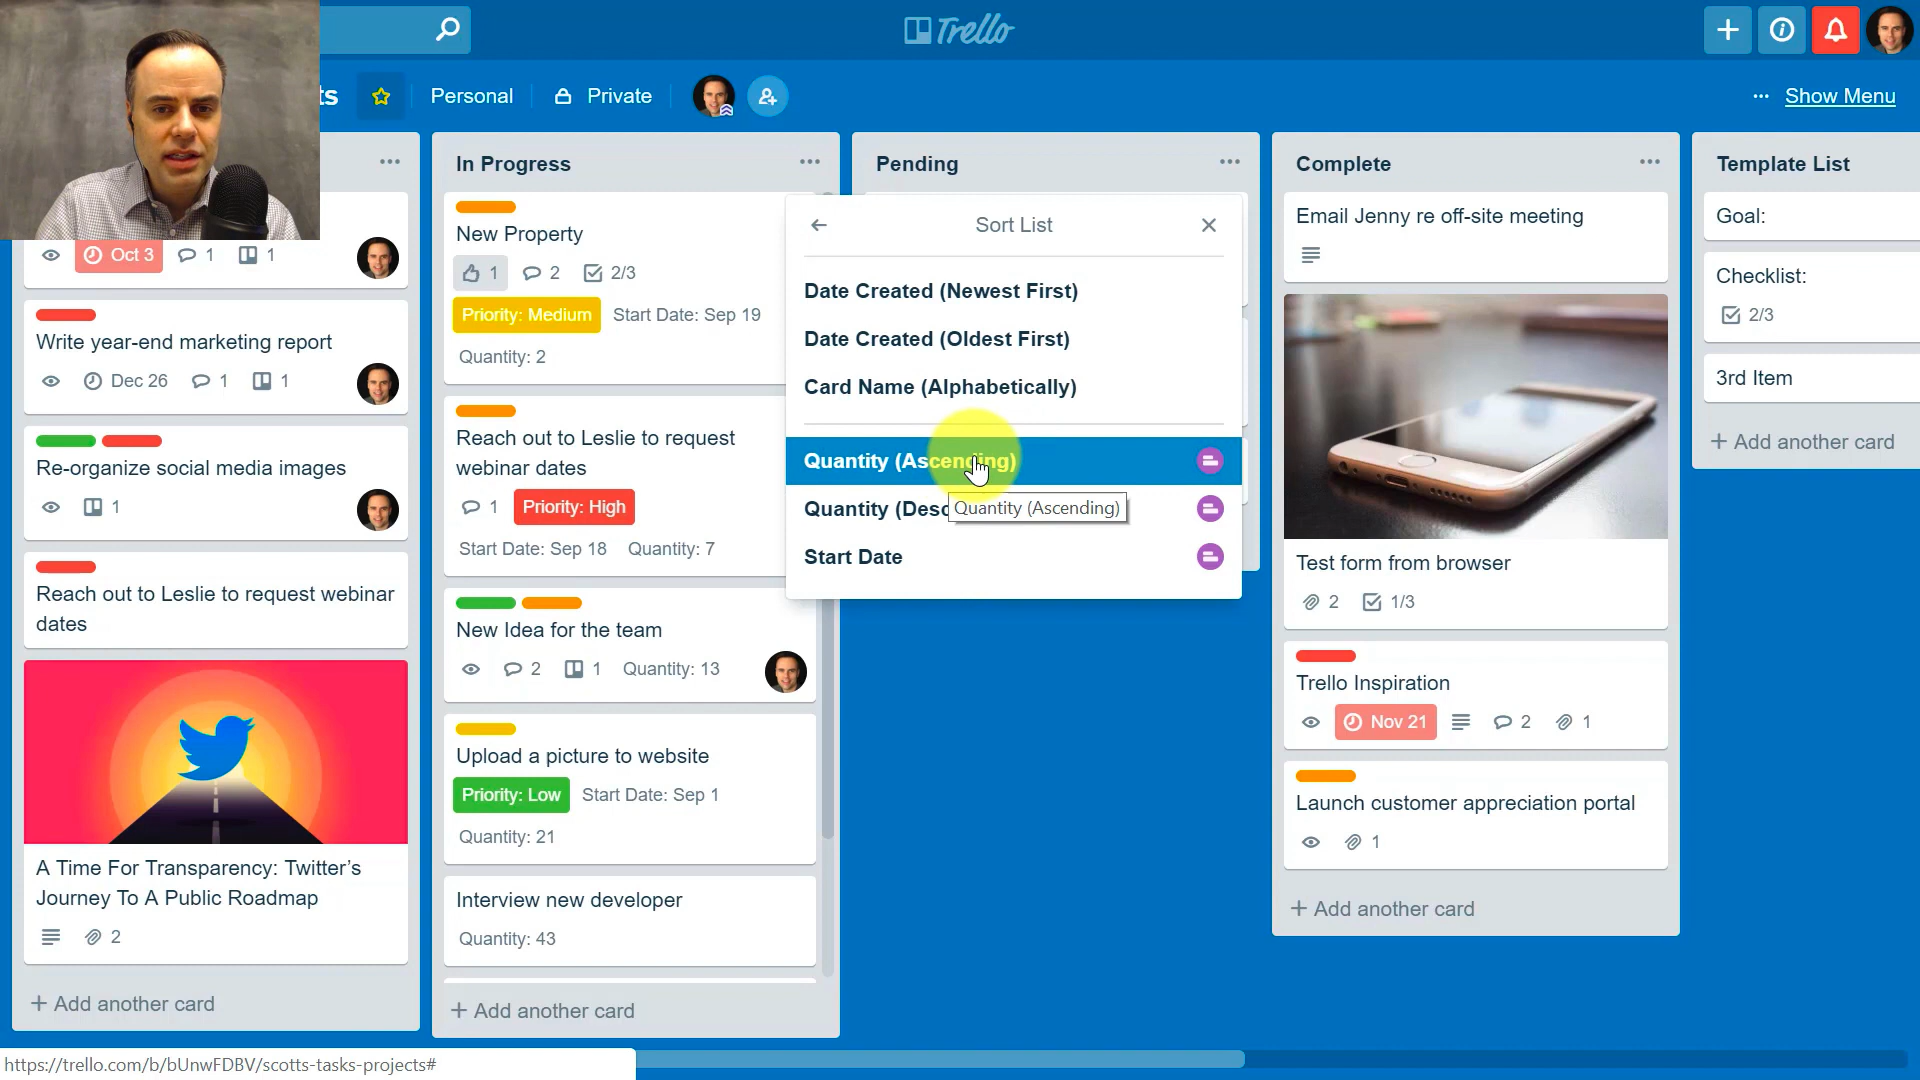 Trello
ts
Personal
Private
... Show Menu
Oct 3
1
1
Write year-end marketing report
Dec 26
1
1
Re-organize social media images
1
Reach out to Leslie to request webinar
dates
A Time For Transparency: Twitter's
Journey To A Public Roadmap
2
+ Add another card
In Progress
New Property
1
2
2/3
Priority: Medium
Start Date: Sep 19
Quantity: 2
Reach out to Leslie to request
webinar dates
1
Priority: High
Start Date: Sep 18
Quantity: 7
New Idea for the team
2
1
Quantity: 13
Upload a picture to website
Priority: Low
Start Date: Sep 1
Quantity: 21
Interview new developer
Quantity: 43
+ Add another card
Pending
Sort List
Date Created (Newest First)
Date Created (Oldest First)
Card Name (Alphabetically)
Quantity (Ascending)
Quantity (Desc
Quantity (Ascending)
Start Date
Complete
Email Jenny re off-site meeting
Test form from browser
2
1/3
Trello Inspiration
Nov 21
2
1
Launch customer appreciation portal
1
+ Add another card
Template List
Goal:
Checklist:
2/3
3rd Item
+ Add another card
https://trello.com/b/bUnwFDBV/scotts-tasks-projects#